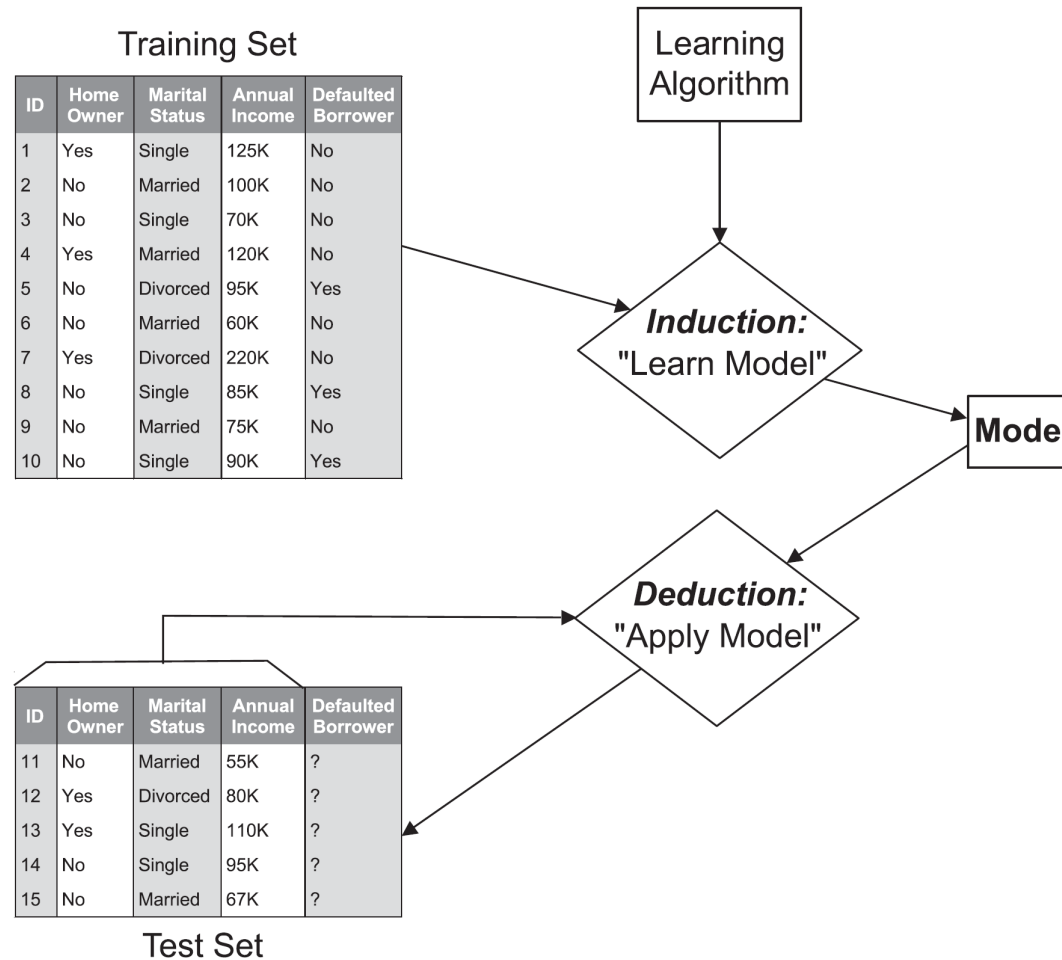 Training Set
ID Home Owner Marital Status Annual Income Defaulted Borrower
1 Yes Single 125K No
2 No Married 100K No
3 No Single 70K No
4 Yes Married 120K No
5 No Divorced 95K Yes
6 No Married 60K No
7 Yes Divorced 220K No
8 No Single 85K Yes
9 No Married 75K No
10 No Single 90K Yes
Learning
Algorithm
Induction:
"Learn Model"
Mode
Deduction:
"Apply Model"
ID Home Owner Marital Status Annual Income Defaulted Borrower
11 No Married 55K ?
12 Yes Divorced 80K ?
13 Yes Single 110K ?
14 No Single 95K ?
15 No Married 67K ?
Test Set